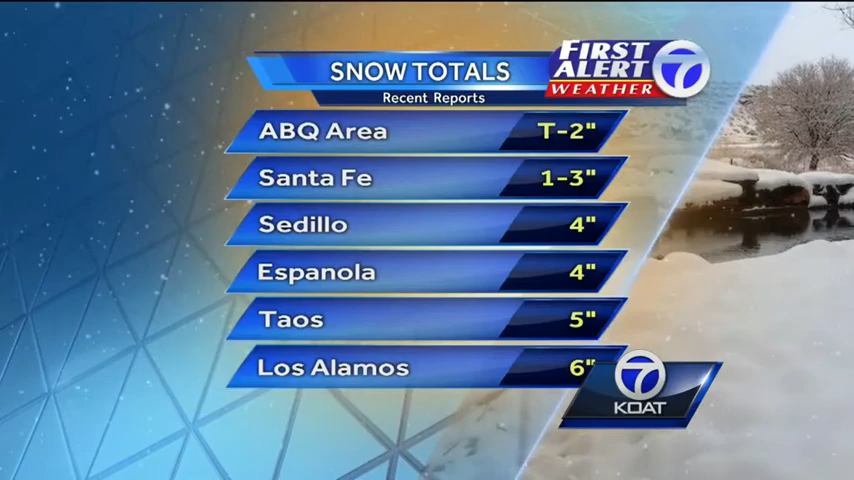 FIRST
ALERT 7
WEATHER
SNOW TOTALS
Recent Reports
ABQ Area T-2"
Santa Fe 1-3"
Sedillo 4"
Espanola 4"
Taos 5"
Los Alamos 6"
7
KOAT